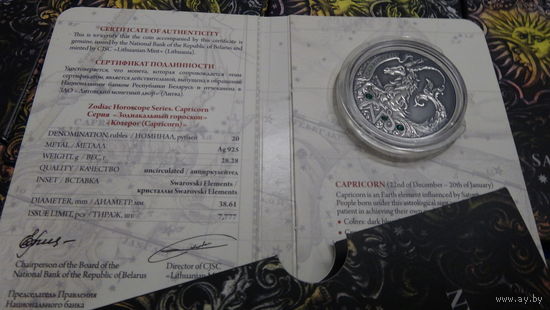 CERTIFICATE OF AUTHENTICITY
This is to certify that the coin accompanied by this certificate is
genuine, issued by the National Bank of the Republic of Belarus and
minted by CJSC «Lithuanian Mint» (Lithuania).
СЕРТИФИКАТ ПОДЛИННОСТИ
Удостоверяется, что монета, которая сопровождается этим
сертификатом, является действительной, выпущена в обращение
Национальным банком Республики Беларусь и отчеканена в
ЗАО «Литовский монетный двор» (Литва).
Zodiac Horoscope Series. Capricorn
Серия «Зодиакальный гороскоп»
«Козерог (Capricorn)»
DENOMINATION, rubles / НОМИНАЛ, рублей 20
METAL / МЕТАЛЛ Ag 925
WEIGHT, g / ВЕС, г 28.28
QUALITY / КАЧЕСТВО uncirculated / анциркулейтед
INSET / ВСТАВКА Swarovski Elements /
кристаллы Swarovski Elements
DIAMETER, mm / ДИАМЕТР, мм 38.61
ISSUE LIMIT, pcs / ТИРАЖ, шт 7,777
Chairperson of the Board of the
National Bank of the Republic of Belarus
Director of CJSC
«Lithuanian
Председатель Правления
Национального банка
CAPRICORN (22nd of December – 20th of January)
Capricorn is an Earth element influenced by Saturn.
People born under this astrological sign
patient in achieving their own
• Colors: dark
www.ay.by